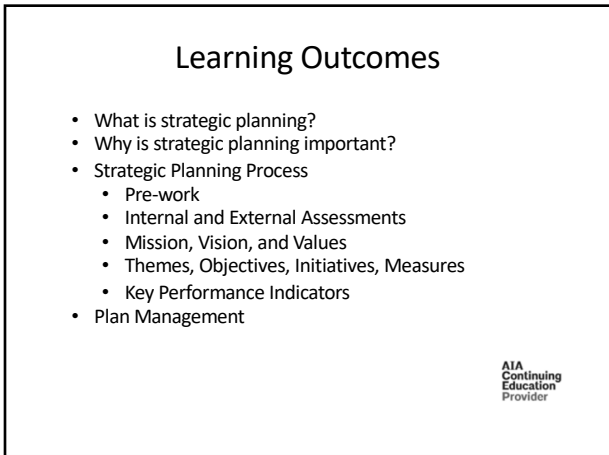 Learning Outcomes
• What is strategic planning?
• Why is strategic planning important?
• Strategic Planning Process
• Pre-work
• Internal and External Assessments
• Mission, Vision, and Values
• Themes, Objectives, Initiatives, Measures
• Key Performance Indicators
• Plan Management
AIA
Continuing
Education
Provider